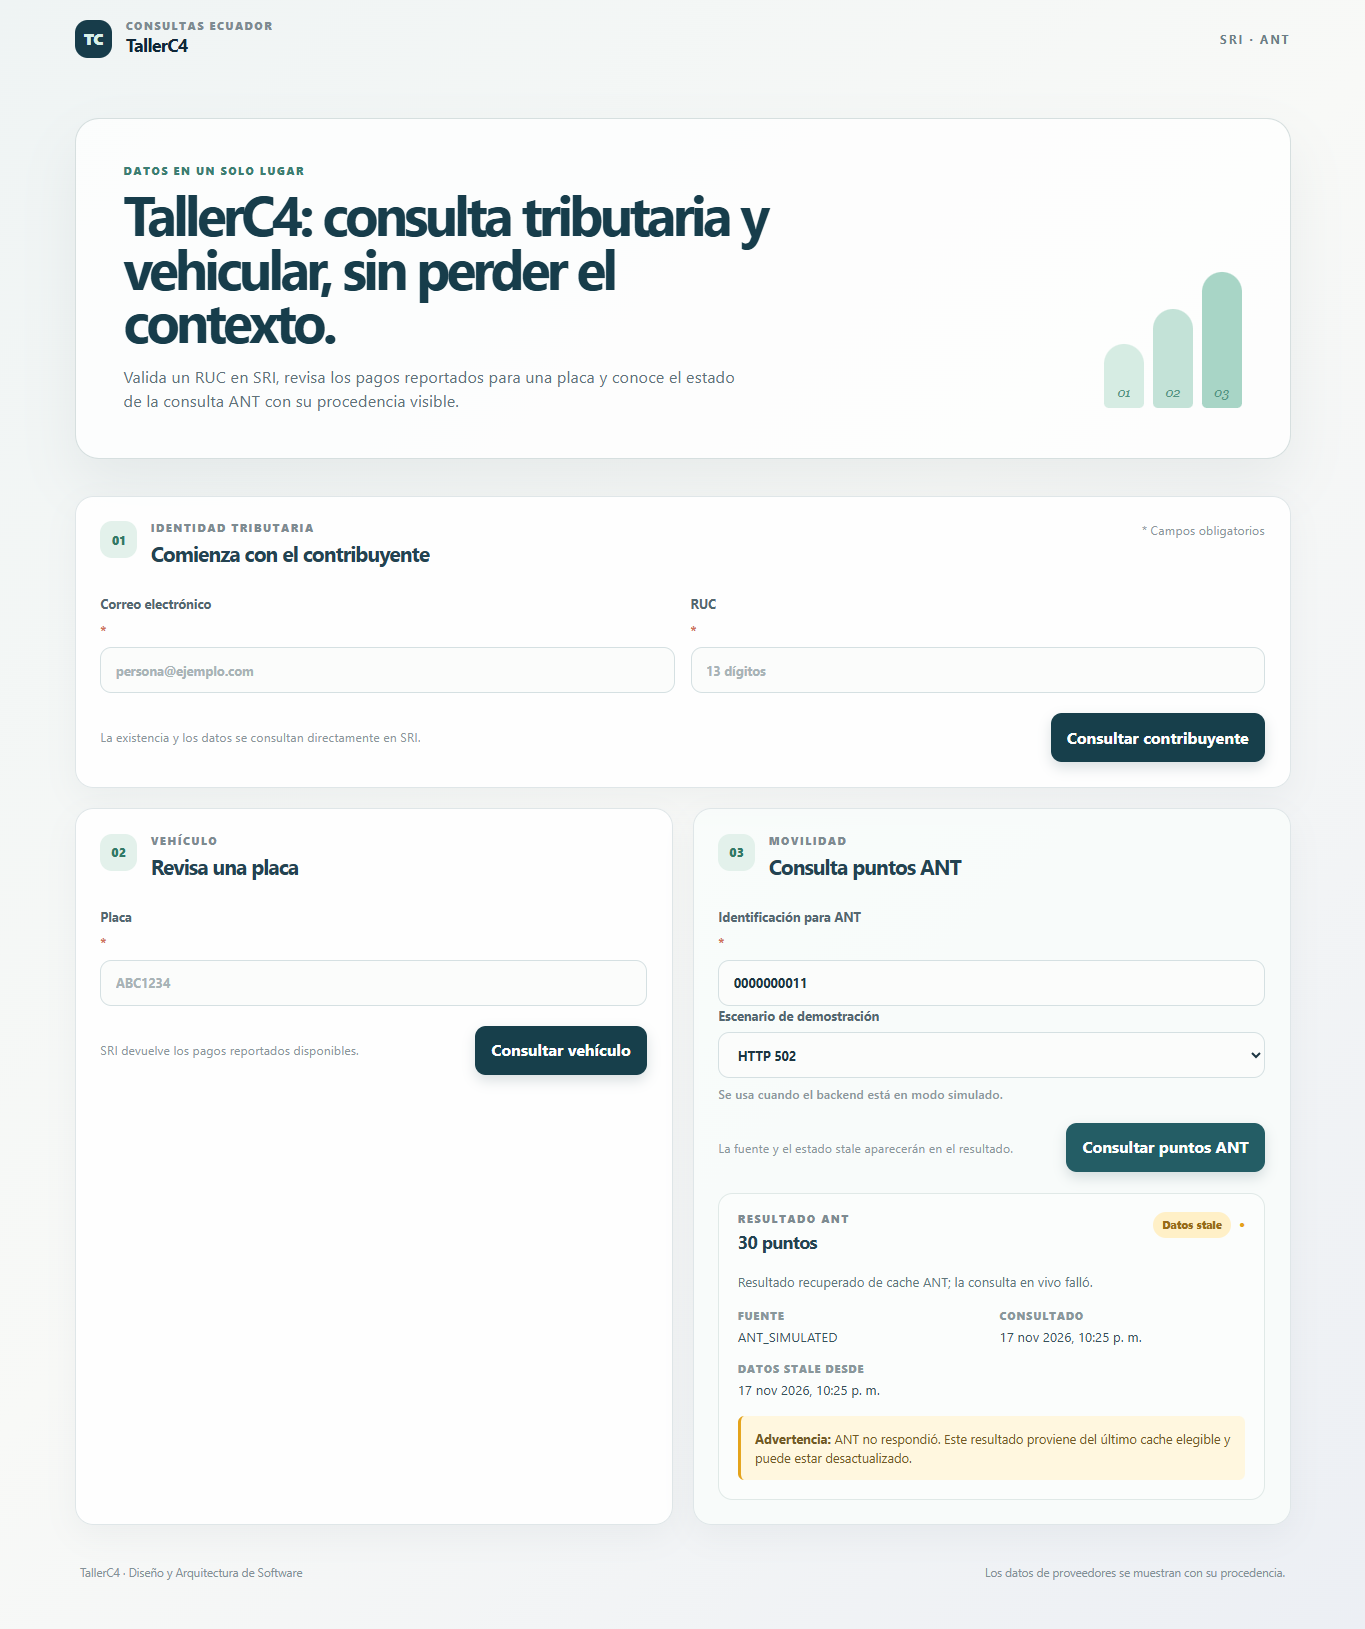 TC
CONSULTAS ECUADOR
TallerC4
SRI · ANT
DATOS EN UN SOLO LUGAR
TallerC4: consulta tributaria y
vehicular, sin perder el
contexto.
Valida un RUC en SRI, revisa los pagos reportados para una placa y conoce el estado
de la consulta ANT con su procedencia visible.
01
02
03
01
IDENTIDAD TRIBUTARIA
Comienza con el contribuyente
* Campos obligatorios
Correo electrónico
*
persona@ejemplo.com
RUC
*
13 dígitos
La existencia y los datos se consultan directamente en SRI.
Consultar contribuyente
02
VEHÍCULO
Revisa una placa
Placa
*
ABC1234
SRI devuelve los pagos reportados disponibles.
Consultar vehículo
03
MOVILIDAD
Consulta puntos ANT
Identificación para ANT
*
0000000011
Escenario de demostración
HTTP 502
Se usa cuando el backend está en modo simulado.
La fuente y el estado stale aparecerán en el resultado.
Consultar puntos ANT
RESULTADO ANT
30 puntos
Datos stale
Resultado recuperado de cache ANT; la consulta en vivo falló.
FUENTE
ANT_SIMULATED
CONSULTADO
17 nov 2026, 10:25 p. m.
DATOS STALE DESDE
17 nov 2026, 10:25 p. m.
Advertencia: ANT no respondió. Este resultado proviene del último cache elegible y
puede estar desactualizado.
TallerC4 · Diseño y Arquitectura de Software
Los datos de proveedores se muestran con su procedencia.